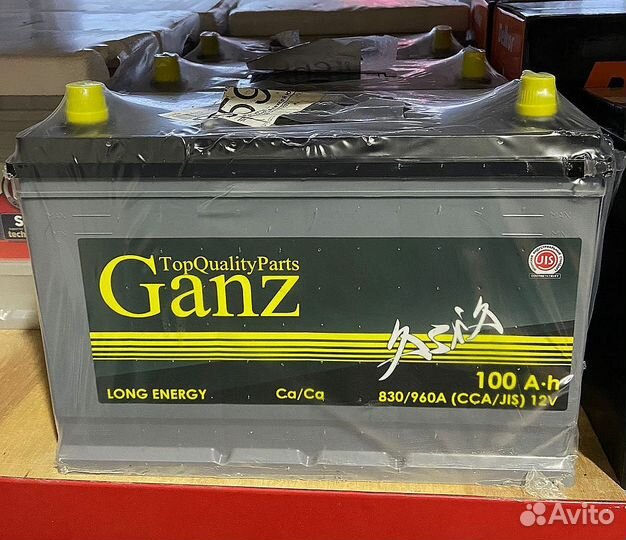 TopQualityParts
Ganz
JIS
Asia
100 A·h
LONG ENERGY
Ca/Ca
830/960A (CCA/JIS) 12V
Avito